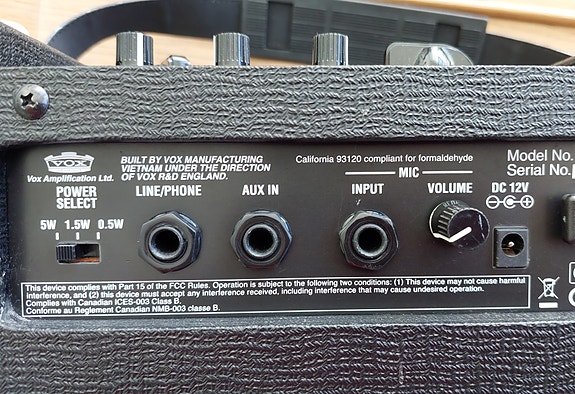 VOX
Vox Amplification Ltd.
BUILT BY VOX MANUFACTURING
VIETNAM UNDER THE DIRECTION
OF VOX R&D ENGLAND.
California 93120 compliant for formaldehyde
Model No.
Serial No.
POWER
SELECT
5W 1.5W 0.5W
LINE/PHONE
AUX IN
MIC
INPUT
VOLUME
DC 12V
This device complies with Part 15 of the FCC Rules. Operation is subject to the following two conditions: (1) This device may not cause harmful
interference, and (2) this device must accept any interference received, including interference that may cause undesired operation.
Complies with Canadian ICES-003 Class B.
Conforme au Reglement Canadien NMB-003 classe B.